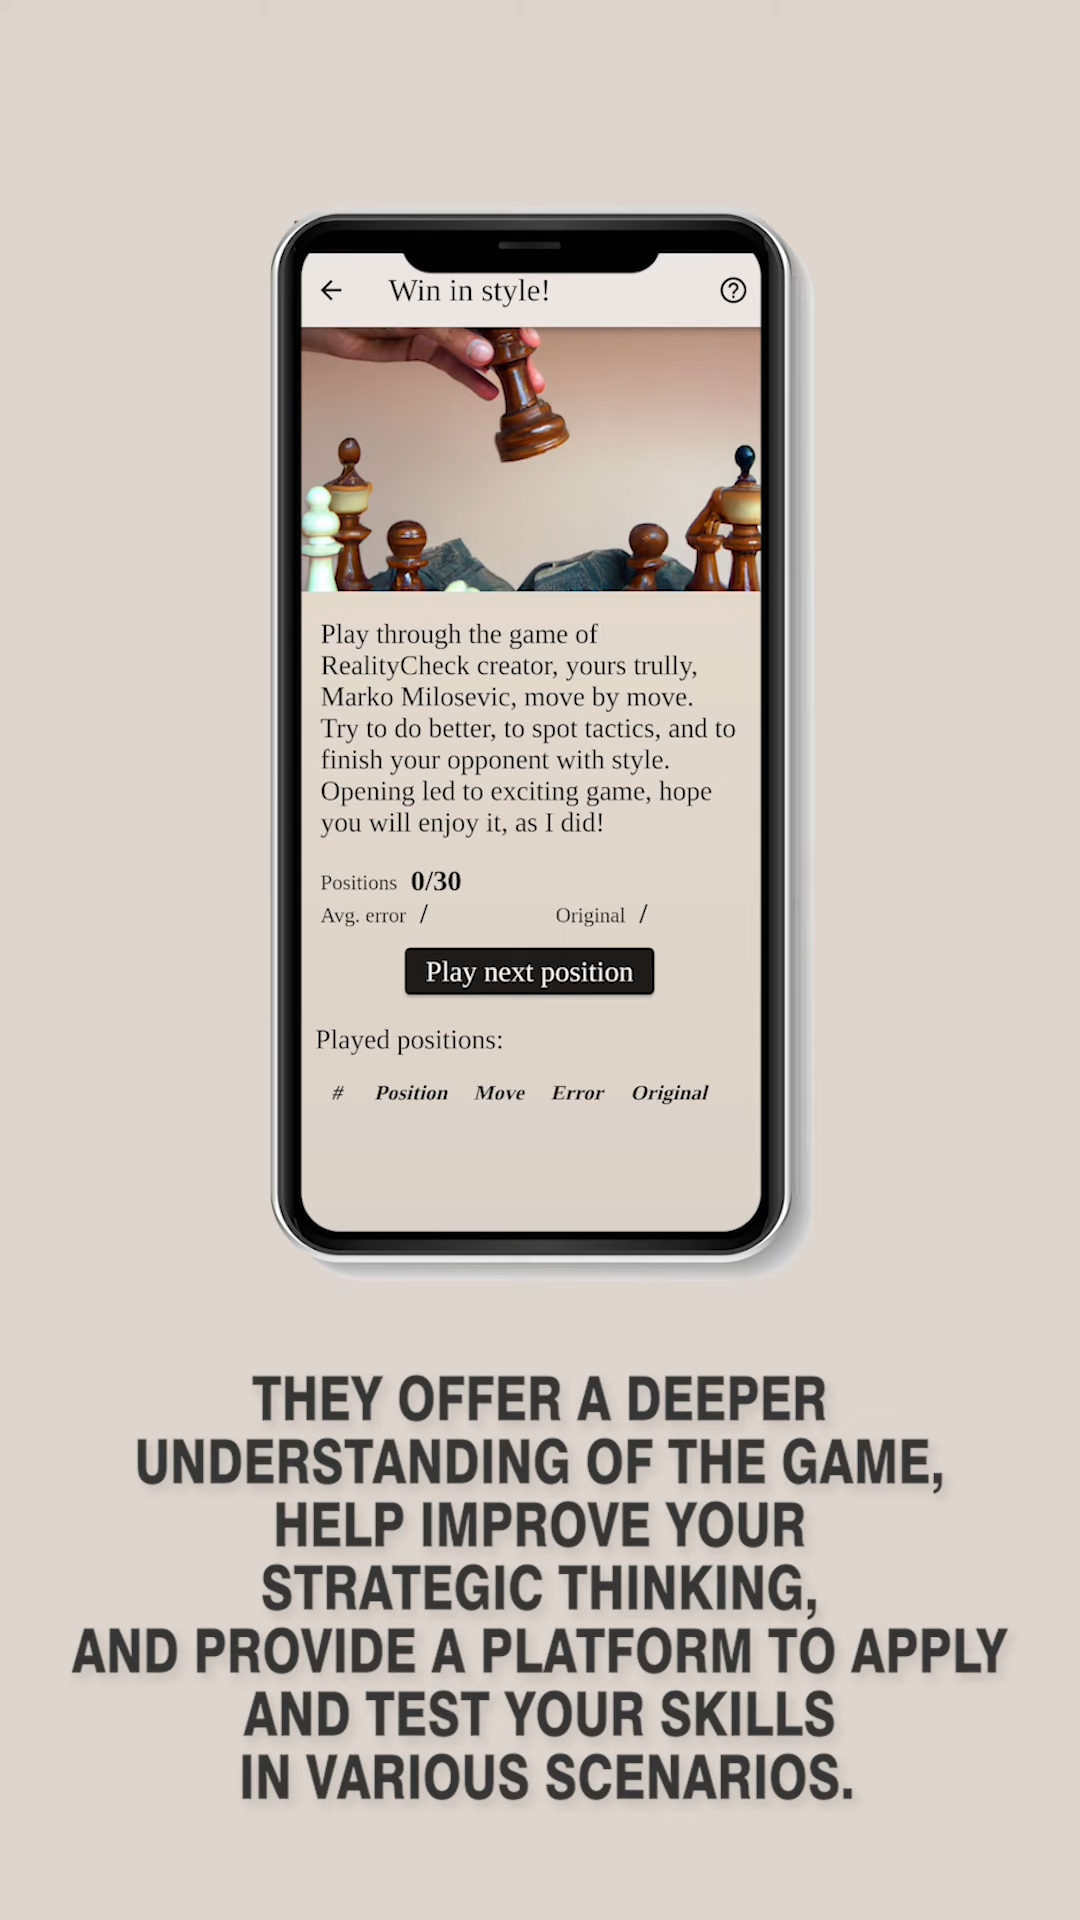 Win in style!
Play through the game of
RealityCheck creator, yours trully,
Marko Milosevic, move by move.
Try to do better, to spot tactics, and to
finish your opponent with style.
Opening led to exciting game, hope
you will enjoy it, as I did!
Positions 0/30
Avg. error / Original /
Play next position
Played positions:
# Position Move Error Original
THEY OFFER A DEEPER
UNDERSTANDING OF THE GAME,
HELP IMPROVE YOUR
STRATEGIC THINKING,
AND PROVIDE A PLATFORM TO APPLY
AND TEST YOUR SKILLS
IN VARIOUS SCENARIOS.